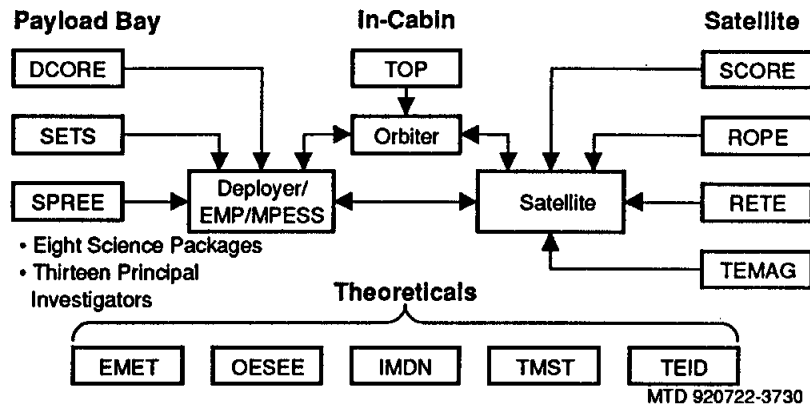 Payload Bay
In-Cabin
Satellite
DCORE
TOP
SCORE
SETS
Orbiter
ROPE
SPREE
Deployer/
EMP/MPESS
Satellite
RETE
• Eight Science Packages
• Thirteen Principal
Investigators
TEMAG
Theoreticals
EMET
OESEE
IMDN
TMST
TEID
MTD 920722-3730